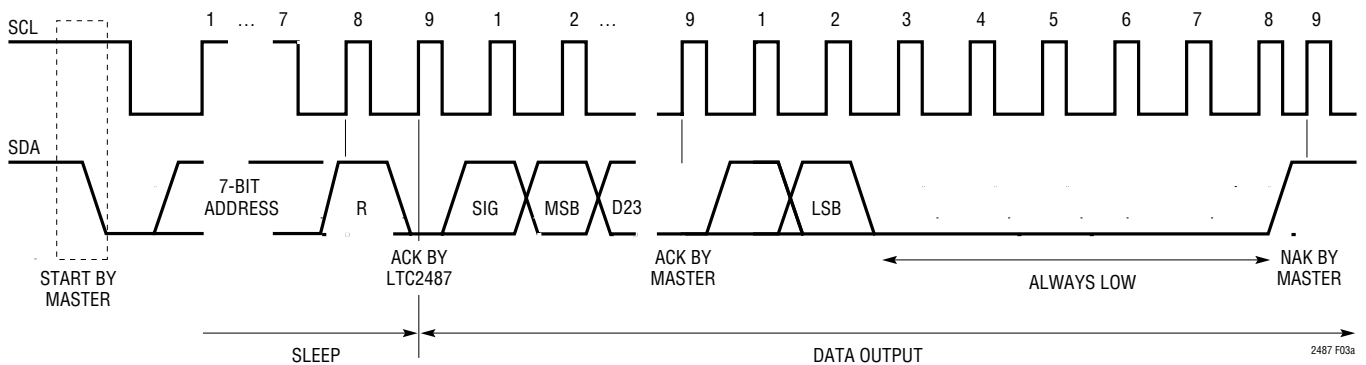 1 … 7 8 9 1 2 … 9 1 2 3 4 5 6 7 8 9
SCL
SDA
7-BIT
ADDRESS
R
SIG
MSB
D23
LSB
START BY
MASTER
ACK BY
LTC2487
ACK BY
MASTER
ALWAYS LOW
NAK BY
MASTER
SLEEP
DATA OUTPUT
2487 F03a